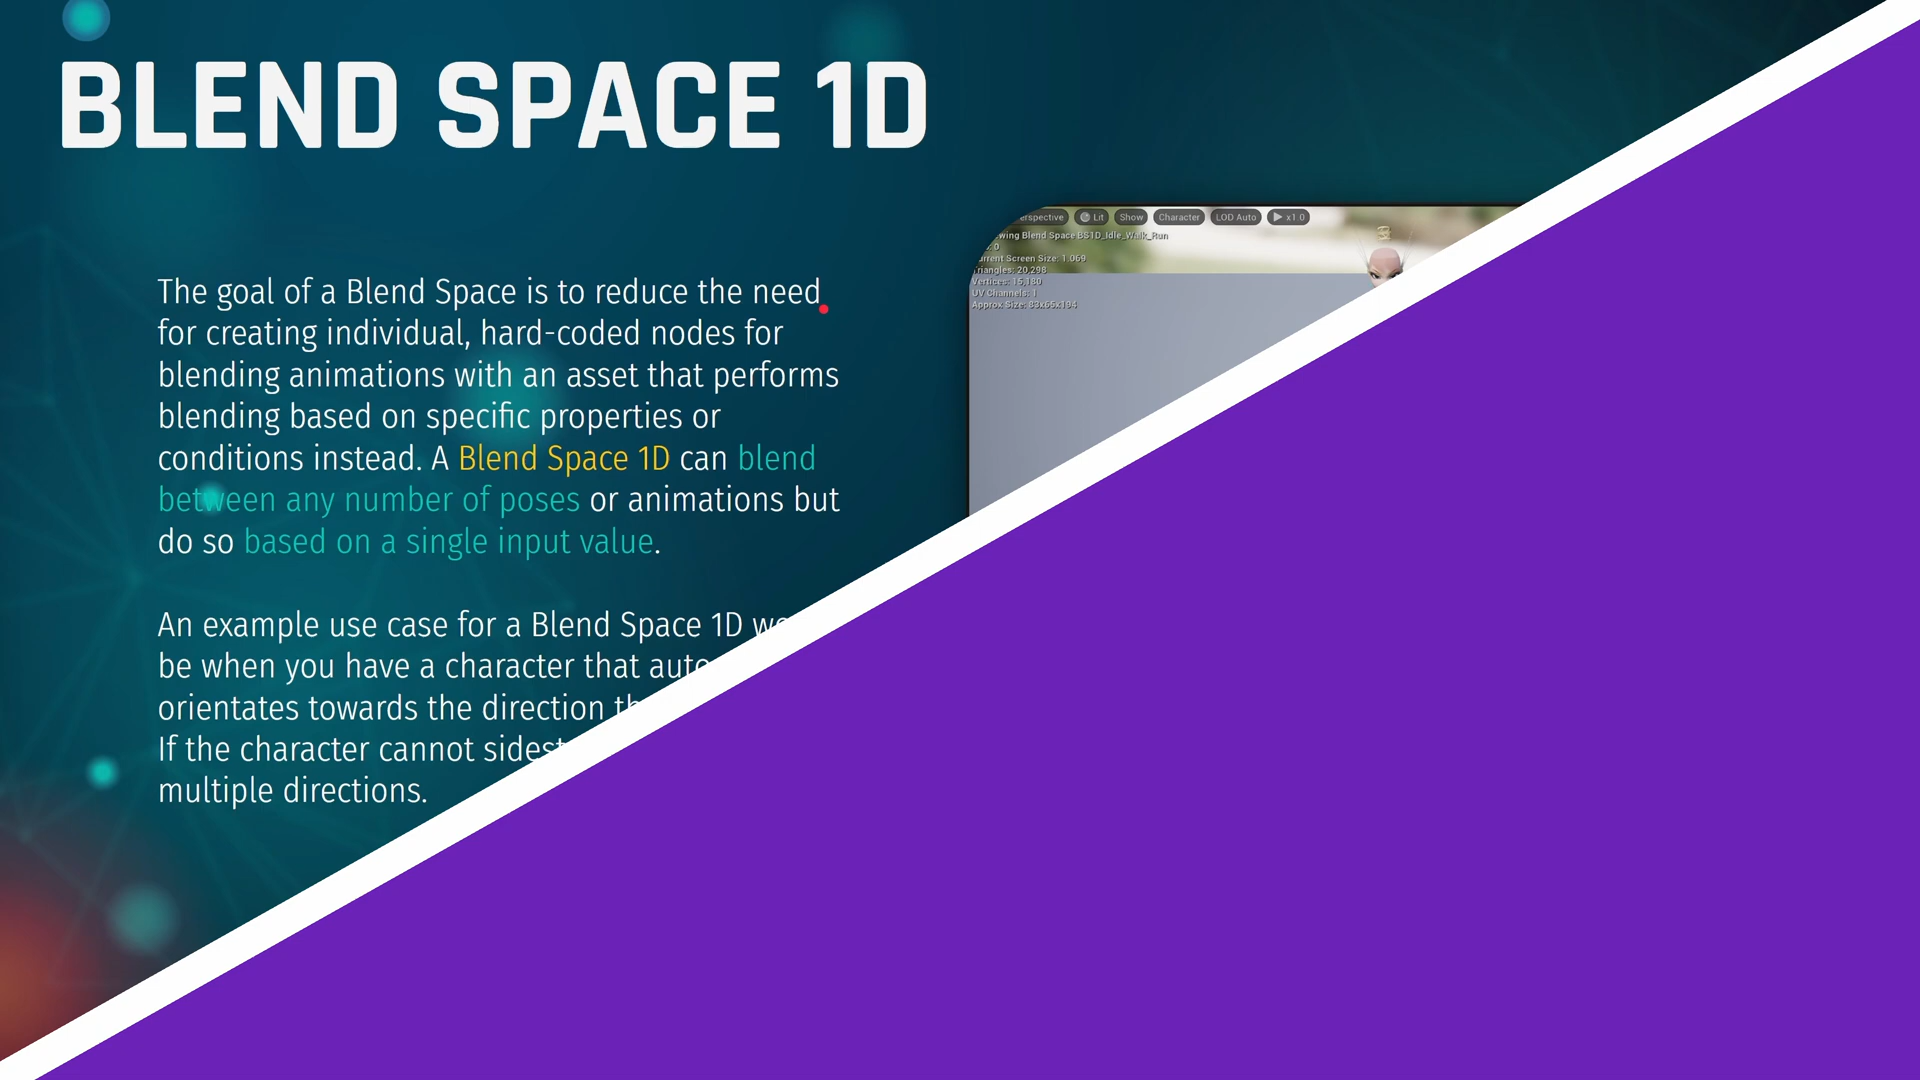 BLEND SPACE 1D
The goal of a Blend Space is to reduce the need
for creating individual, hard-coded nodes for
blending animations with an asset that performs
blending based on specific properties or
conditions instead. A Blend Space 1D can blend
between any number of poses or animations but
do so based on a single input value.
An example use case for a Blend Space 1D
be when you have a character that
orientates towards the direction
If the character cannot
multiple directions.
Lit Show Character LOD Auto x1.0
Blend Space BS1D_Idle_Walk_Run
0
Screen Size: 1.069
Triangles: 20,298
Vertices: 15,180
UV Channels: 1
Approx Size: 83x65x194